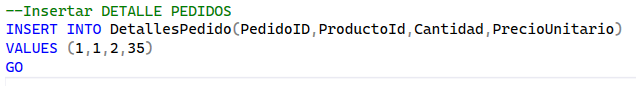 --Insertar DETALLE PEDIDOS
INSERT INTO DetallesPedido(PedidoID,ProductoId,Cantidad,PrecioUnitario)
VALUES (1,1,2,35)
GO